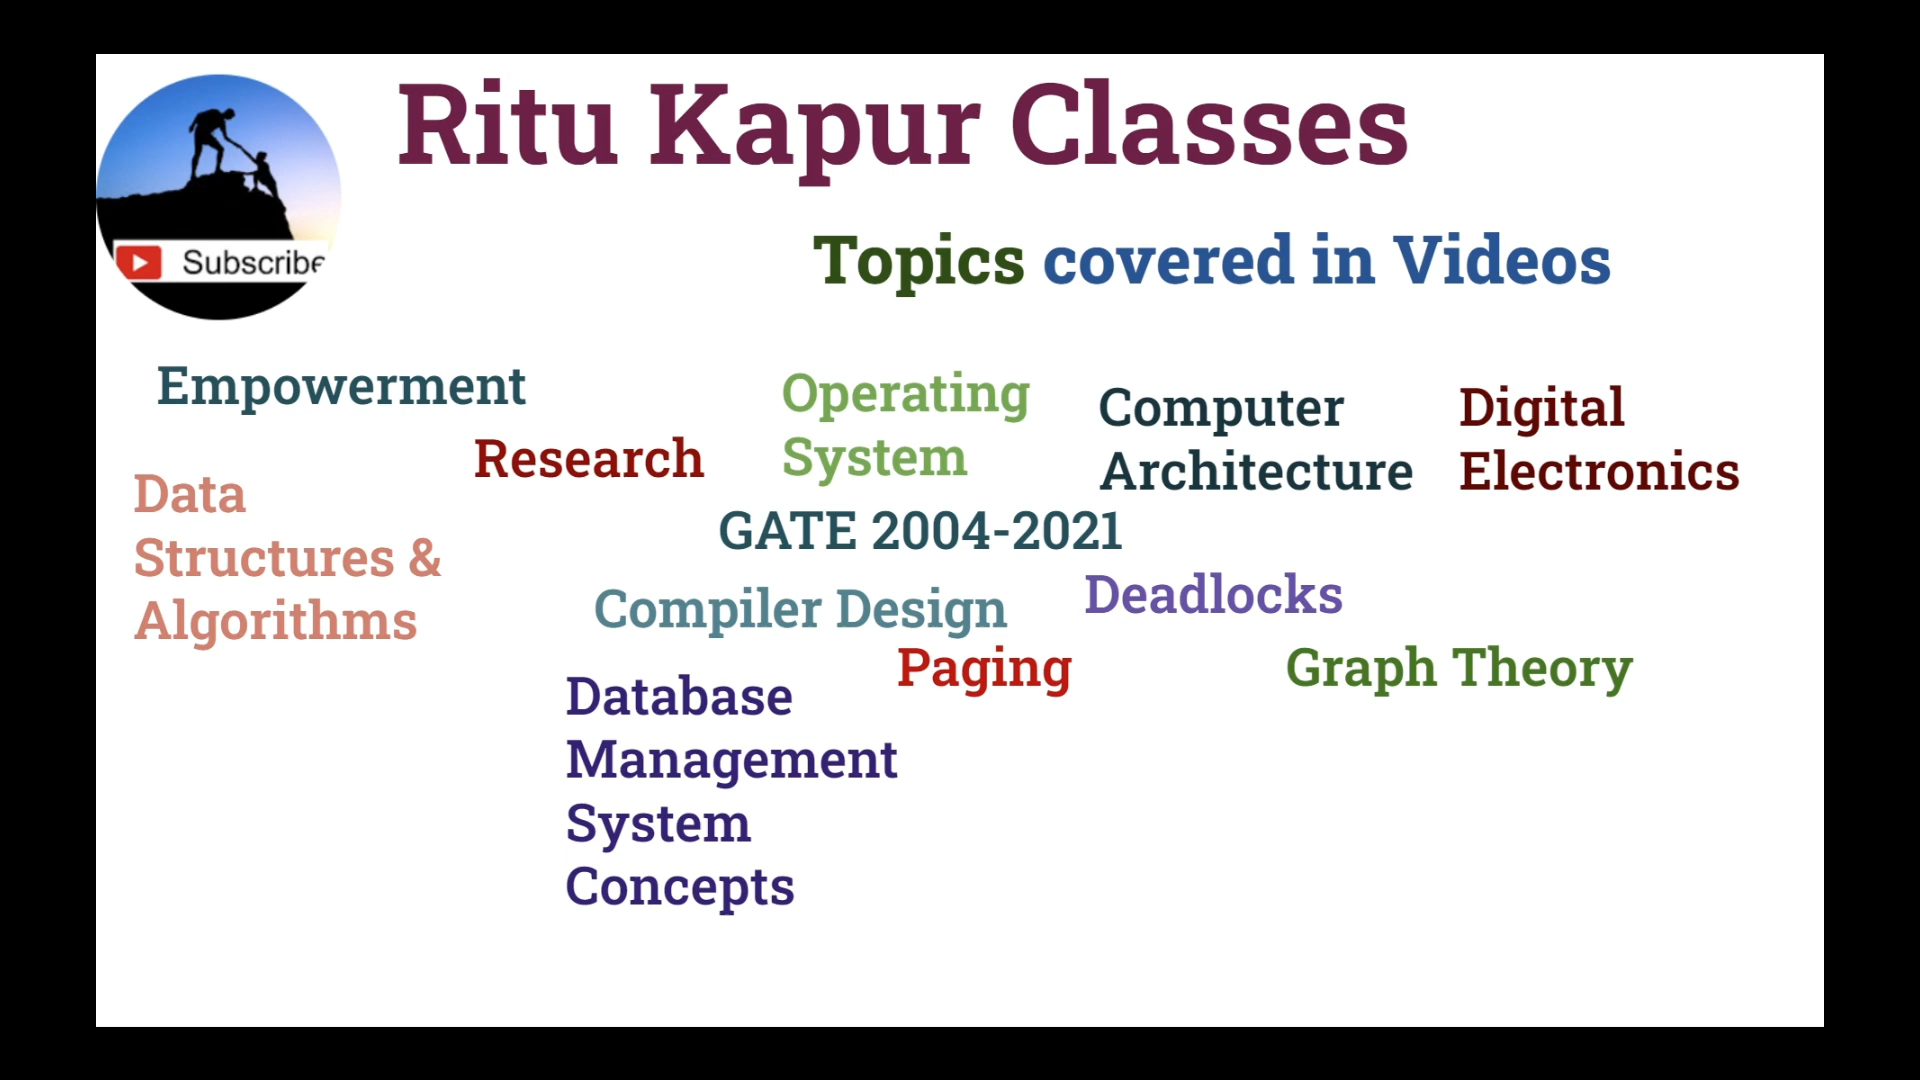 Ritu Kapur Classes
Subscribe
Topics covered in Videos
Empowerment
Research
Operating
System
Computer
Architecture
Digital
Electronics
Data
Structures &
Algorithms
GATE 2004-2021
Compiler Design
Deadlocks
Paging
Graph Theory
Database
Management
System
Concepts